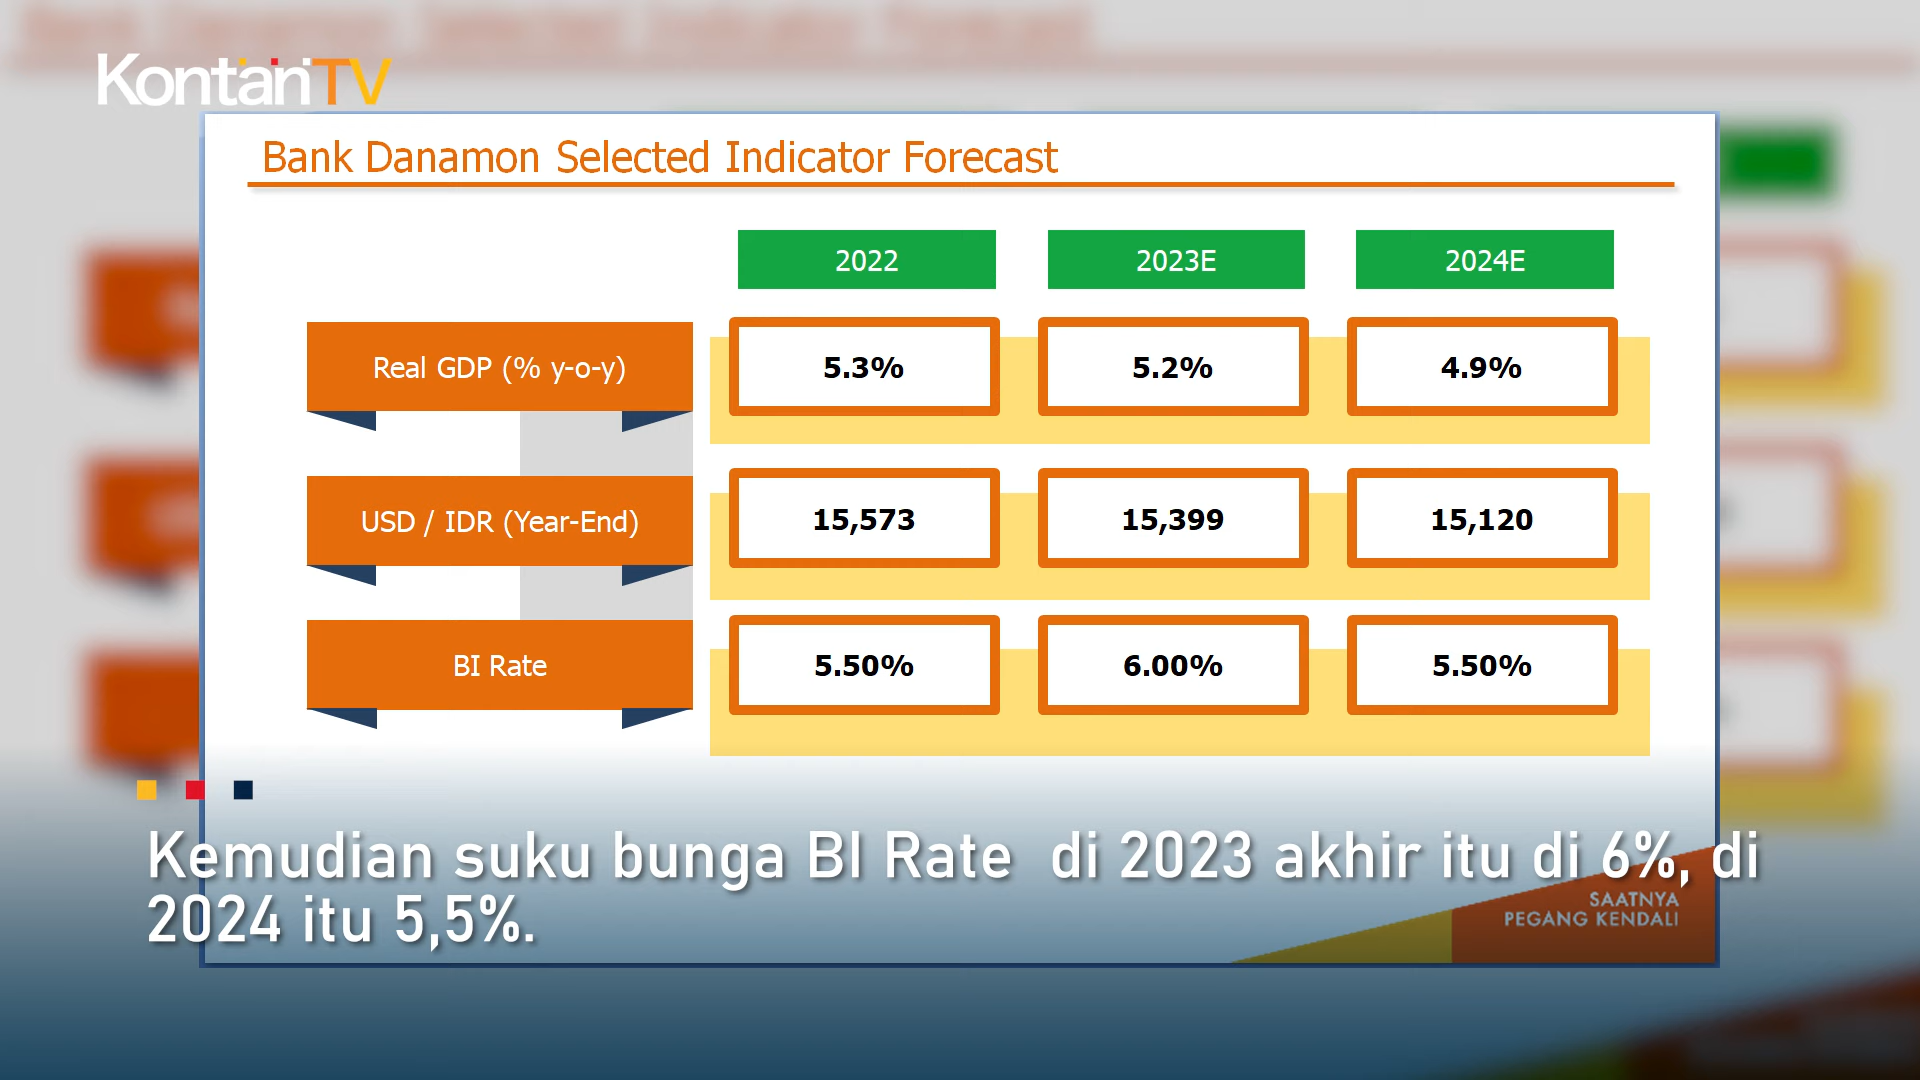 KontanTV
Bank Danamon Selected Indicator Forecast
2022 2023E 2024E
Real GDP (% y-o-y) 5.3% 5.2% 4.9%
USD / IDR (Year-End) 15,573 15,399 15,120
BI Rate 5.50% 6.00% 5.50%
Kemudian suku bunga BI Rate di 2023 akhir itu di 6%, di
2024 itu 5,5%.
SAATNYA
PEGANG KENDALI